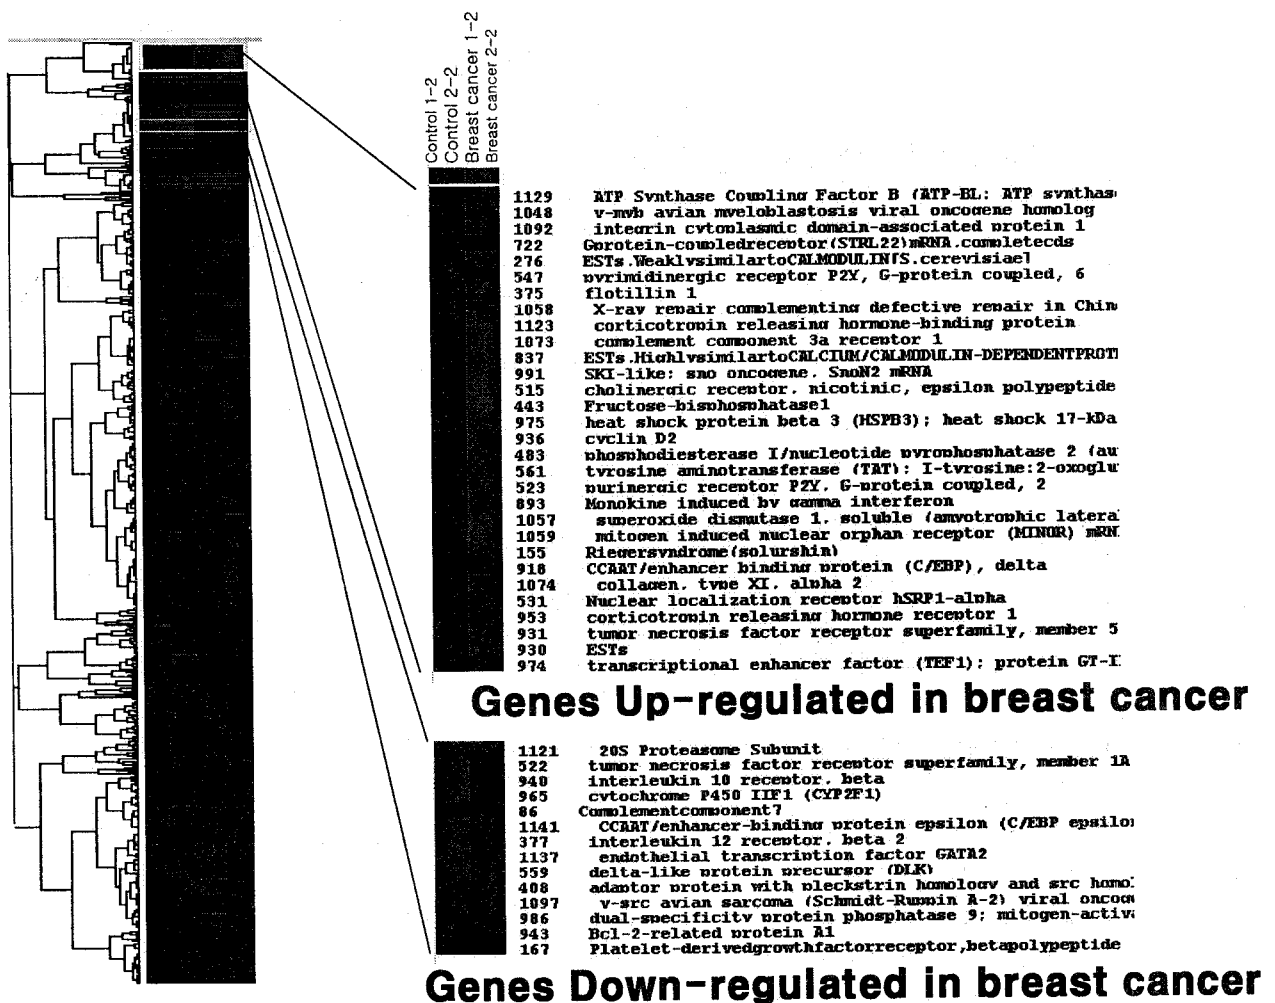 Control 1-2
Control 2-2
Breast cancer 1-2
Breast cancer 2-2
1129 ATP Synthase Coupling Factor B (ATP-BL: ATP synthas
1048 v-myb avian myeloblastosis viral oncogene homolog
1092 integrin cytoplasmic domain-associated protein 1
722 Gprotein-coupledreceptor(STRL22)mRNA.completecds
276 ESTs.WeaklysimilartoCALMODULIN[S.cerevisiae]
547 pyrimidinergic receptor P2Y, G-protein coupled, 6
375 flotillin 1
1058 X-ray repair complementing defective repair in Chin
1123 corticotropin releasing hormone-binding protein
1073 complement component 3a receptor 1
837 ESTs.HighlysimilartoCALCIUM/CALMODULIN-DEPENDENTPROT
991 SKI-like: sno oncogene. SnoN2 mRNA
515 cholinergic receptor. nicotinic, epsilon polypeptide
443 Fructose-bisphosphatase1
975 heat shock protein beta 3 (HSPB3); heat shock 17-kDa
936 cyclin D2
483 phosphodiesterase I/nucleotide pyrophosphatase 2 (au
561 tyrosine aminotransferase (TAT): I-tyrosine:2-oxoglu
523 purinergic receptor P2Y. G-protein coupled, 2
893 Monokine induced by gamma interferon
1057 superoxide dismutase 1. soluble (amyotrophic latera
1059 mitogen induced nuclear orphan receptor (MINOR) mRN
155 Riegersyndrome(solurshin)
918 CCAAT/enhancer binding protein (C/EBP), delta
1074 collagen. type XI. alpha 2
531 Nuclear localization receptor hSRP1-alpha
953 corticotropin releasing hormone receptor 1
931 tumor necrosis factor receptor superfamily, member 5
930 ESTs
974 transcriptional enhancer factor (TEF1); protein GT-I
Genes Up-regulated in breast cancer
1121 20S Proteasome Subunit
522 tumor necrosis factor receptor superfamily, member 1A
940 interleukin 10 receptor. beta
965 cytochrome P450 IIF1 (CYP2F1)
86 Complementcomponent7
1141 CCAAT/enhancer-binding protein epsilon (C/EBP epsilo
377 interleukin 12 receptor. beta 2
1137 endothelial transcription factor GATA2
559 delta-like protein precursor (DLK)
408 adaptor protein with pleckstrin homology and src homo
1097 v-src avian sarcoma (Schmidt-Ruppin A-2) viral oncog
986 dual-specificity protein phosphatase 9; mitogen-activ
943 Bcl-2-related protein A1
167 Platelet-derivedgrowthfactorreceptor,betapolypeptide
Genes Down-regulated in breast cancer